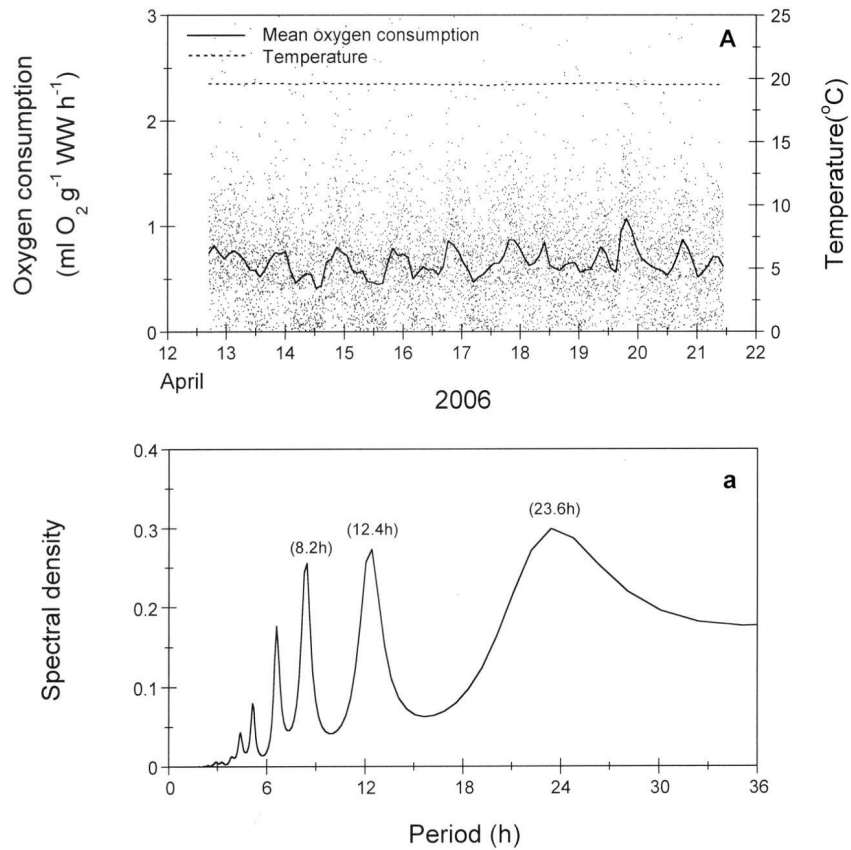 Mean oxygen consumption
Temperature
A
Oxygen consumption
(ml O₂ g⁻¹ WW h⁻¹)
3
2
1
0
25
20
15
10
5
0
Temperature(°C)
12 13 14 15 16 17 18 19 20 21 22
April
2006
a
Spectral density
0.4
0.3
0.2
0.1
0
(8.2h)
(12.4h)
(23.6h)
0 6 12 18 24 30 36
Period (h)